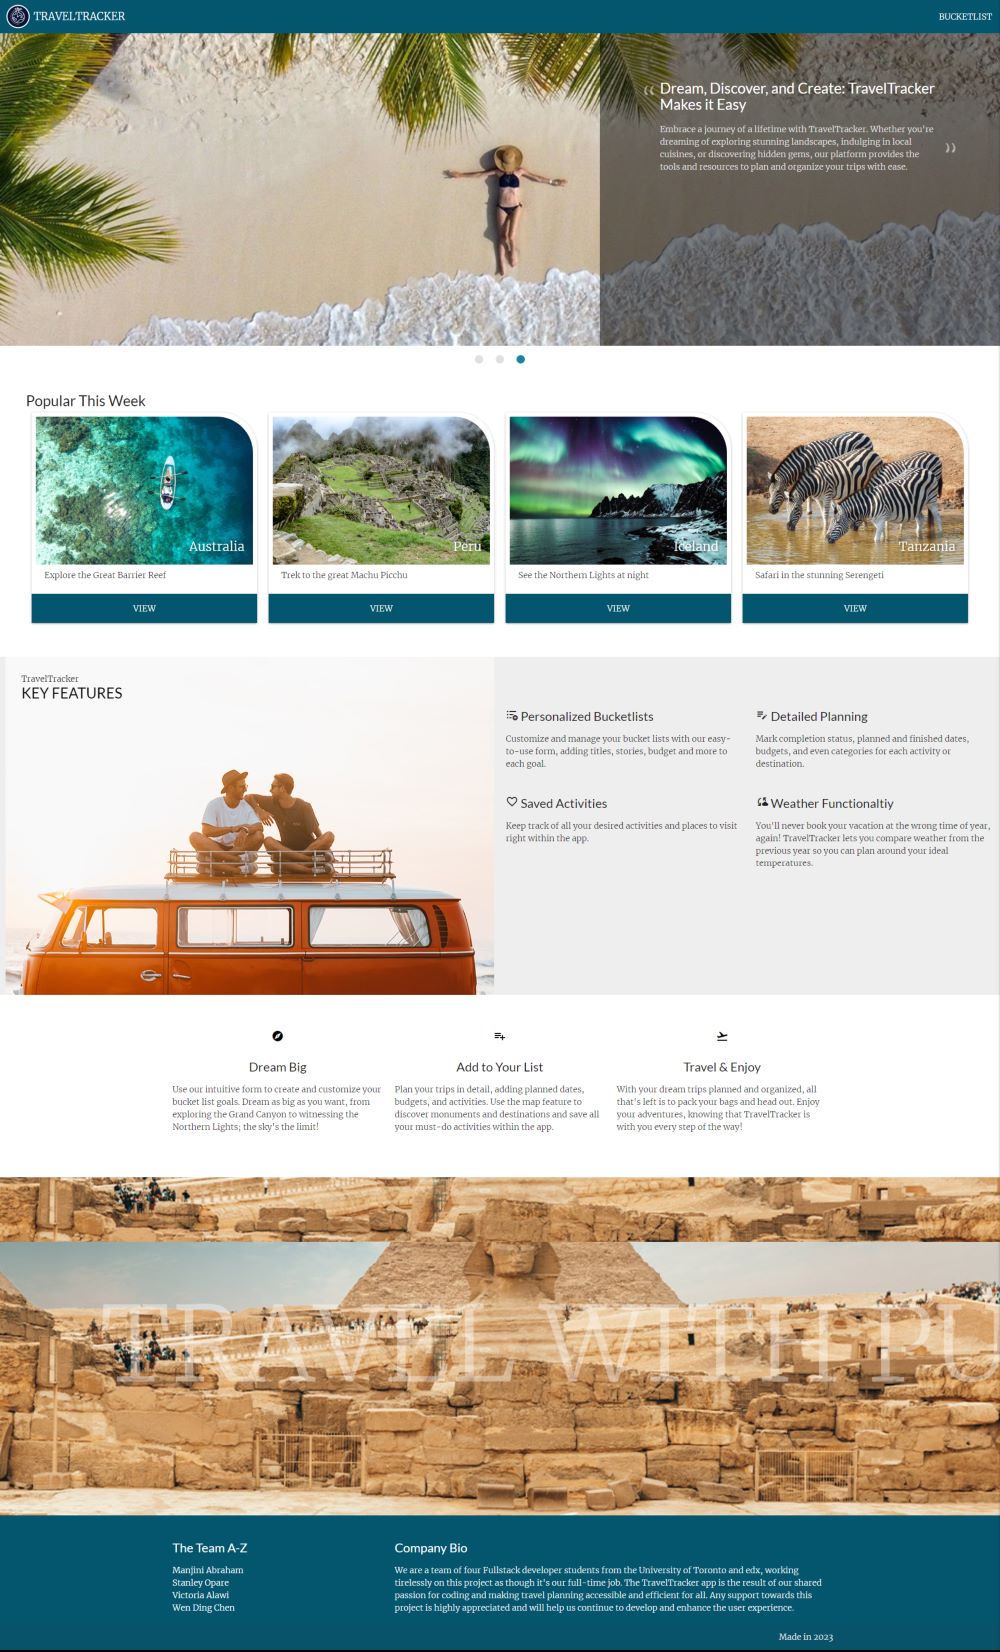 TRAVELTRACKER
BUCKETLIST
Dream, Discover, and Create: TravelTracker
Makes it Easy
Embrace a journey of a lifetime with TravelTracker. Whether you're
dreaming of exploring stunning landscapes, indulging in local
cuisines, or discovering hidden gems, our platform provides the
tools and resources to plan and organize your trips with ease.
Popular This Week
Australia
Explore the Great Barrier Reef
VIEW
Peru
Trek to the great Machu Picchu
VIEW
Iceland
See the Northern Lights at night
VIEW
Tanzania
Safari in the stunning Serengeti
VIEW
TravelTracker
KEY FEATURES
Personalized Bucketlists
Customize and manage your bucket lists with our easy-
to-use form, adding titles, stories, budget and more to
each goal.
Detailed Planning
Mark completion status, planned and finished dates,
budgets, and even categories for each activity or
destination.
Saved Activities
Keep track of all your desired activities and places to visit
right within the app.
Weather Functionaltiy
You'll never book your vacation at the wrong time of year,
again! TravelTracker lets you compare weather from the
previous year so you can plan around your ideal
temperatures.
Dream Big
Use our intuitive form to create and customize your
bucket list goals. Dream as big as you want, from
exploring the Grand Canyon to witnessing the
Northern Lights; the sky's the limit!
Add to Your List
Plan your trips in detail, adding planned dates,
budgets, and activities. Use the map feature to
discover monuments and destinations and save all
your must-do activities within the app.
Travel & Enjoy
With your dream trips planned and organized, all
that's left is to pack your bags and head out. Enjoy
your adventures, knowing that TravelTracker is
with you every step of the way!
TRAVEL WITH PU
The Team A-Z
Manjini Abraham
Stanley Opare
Victoria Alawi
Wen Ding Chen
Company Bio
We are a team of four Fullstack developer students from the University of Toronto and edx, working
tirelessly on this project as though it's our full-time job. The TravelTracker app is the result of our shared
passion for coding and making travel planning accessible and efficient for all. Any support towards this
project is highly appreciated and will help us continue to develop and enhance the user experience.
Made in 2023